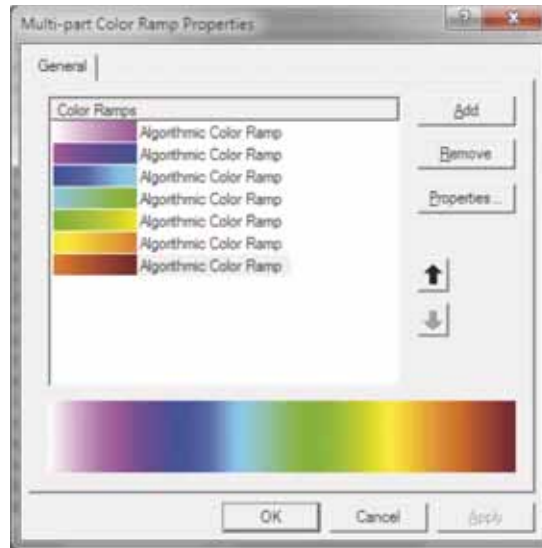 Multi-part Color Ramp Properties
General
Color Ramps
Algorithmic Color Ramp
Algorithmic Color Ramp
Algorithmic Color Ramp
Algorithmic Color Ramp
Algorithmic Color Ramp
Algorithmic Color Ramp
Algorithmic Color Ramp
Add
Remove
Properties...
OK
Cancel
Apply